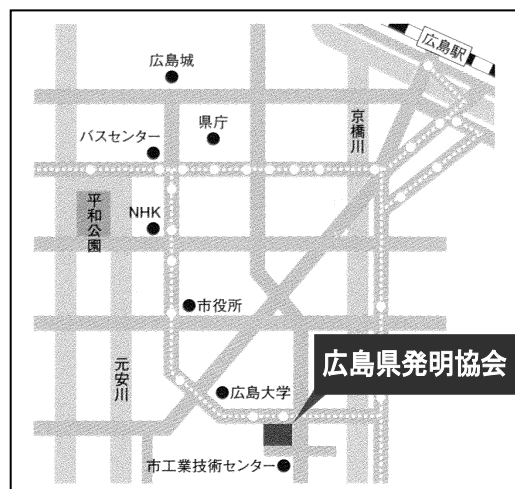 広島駅
広島城
京橋川
県庁
バスセンター
平和公園
NHK
市役所
広島県発明協会
元安川
広島大学
市工業技術センター